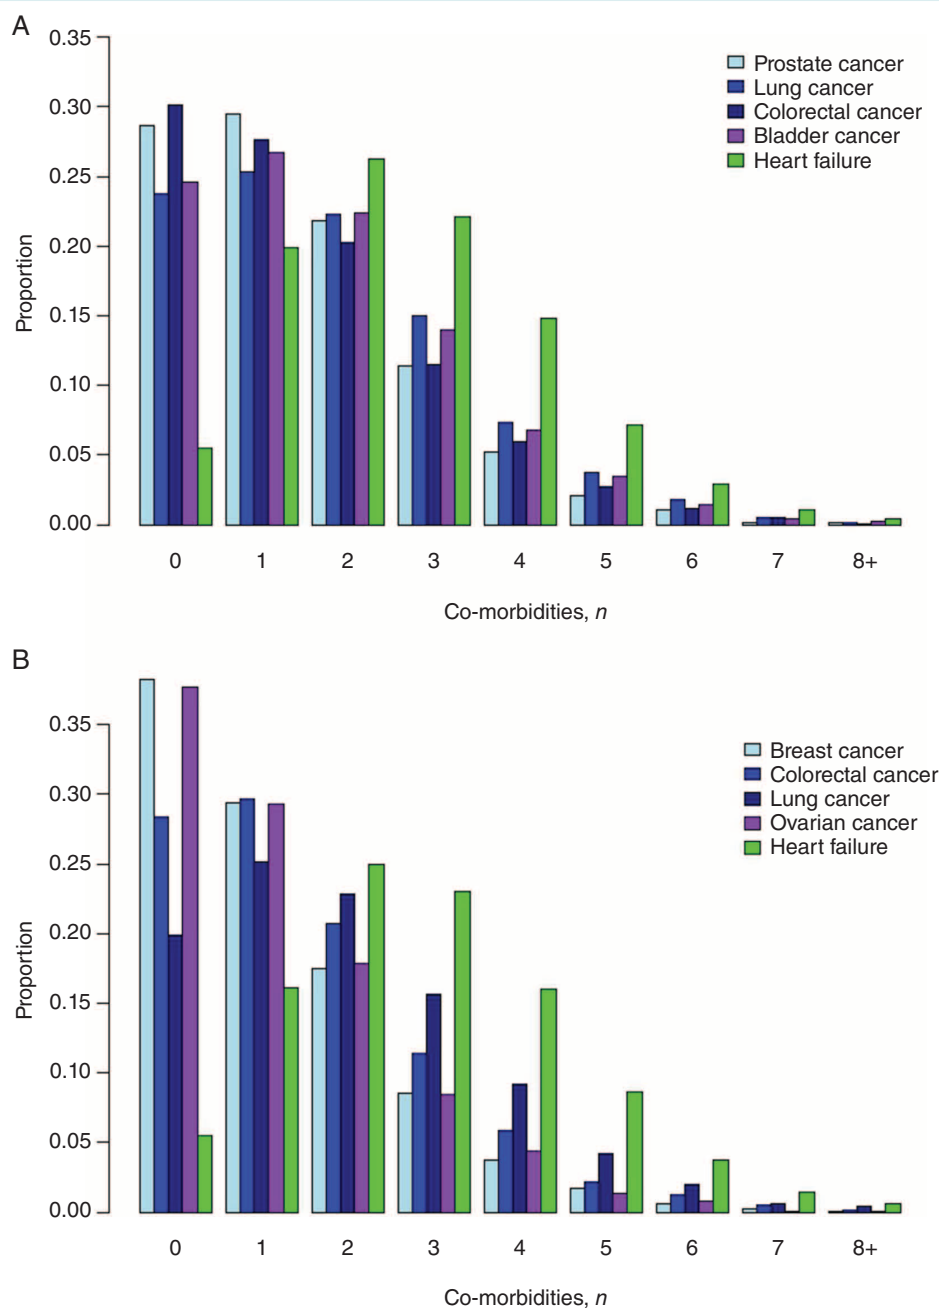 A
0.35
0.30
0.25
0.20
0.15
0.10
0.05
0.00
Proportion
Prostate cancer
Lung cancer
Colorectal cancer
Bladder cancer
Heart failure
0 1 2 3 4 5 6 7 8+
Co-morbidities, n
B
0.35
0.30
0.25
0.20
0.15
0.10
0.05
0.00
Proportion
Breast cancer
Colorectal cancer
Lung cancer
Ovarian cancer
Heart failure
0 1 2 3 4 5 6 7 8+
Co-morbidities, n